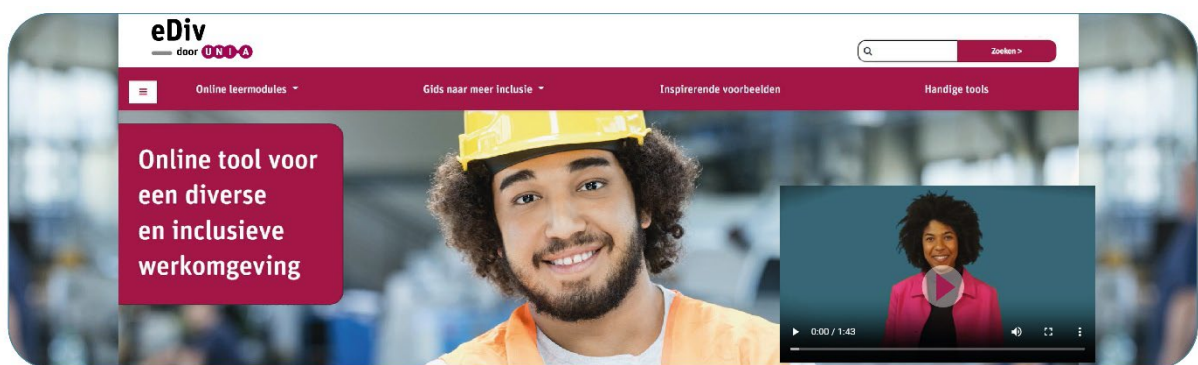 eDiv
door UNIA
Zoeken >
Online leermodules
Gids naar meer inclusie
Inspirerende voorbeelden
Handige tools
Online tool voor
een diverse
en inclusieve
werkomgeving
0:00 / 1:43